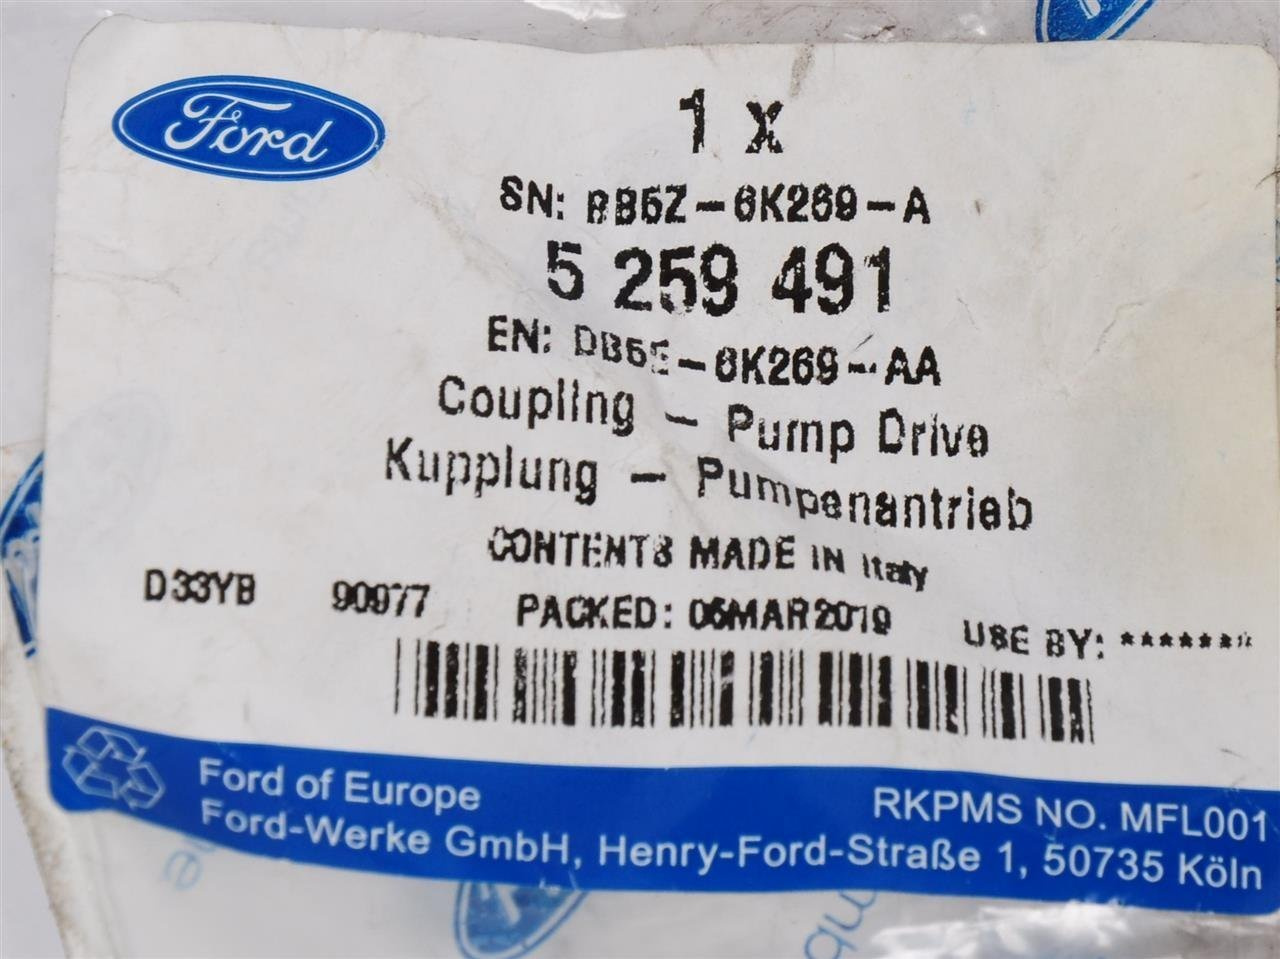 Ford
1 x
SN: BB5Z-6K269-A
5 259 491
EN: DB5E-6K269-AA
Coupling - Pump Drive
Kupplung - Pumpenantrieb
CONTENTS MADE IN Italy
D33YB 90977 PACKED: 05MAR2019 USE BY: *******
Ford of Europe RKPMS NO. MFL001
Ford-Werke GmbH, Henry-Ford-Straße 1, 50735 Köln